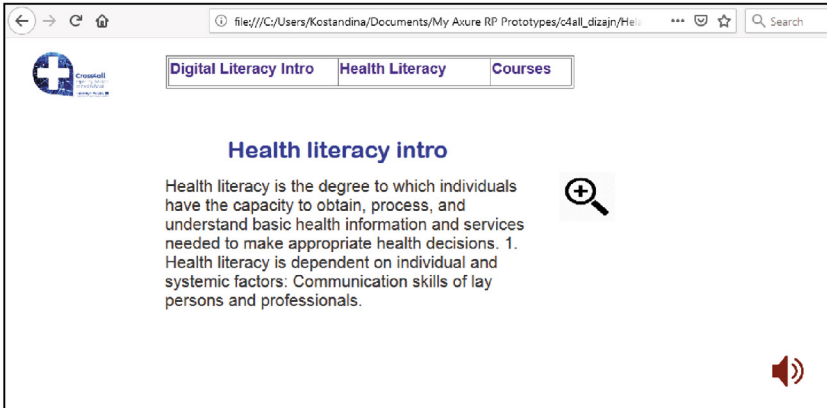 file:///C:/Users/Kostandina/Documents/My Axure RP Prototypes/c4all_dizajn/Hela
Search
Cross4all
Digital Literacy Intro Health Literacy Courses
Health literacy intro
Health literacy is the degree to which individuals
have the capacity to obtain, process, and
understand basic health information and services
needed to make appropriate health decisions. 1.
Health literacy is dependent on individual and
systemic factors: Communication skills of lay
persons and professionals.